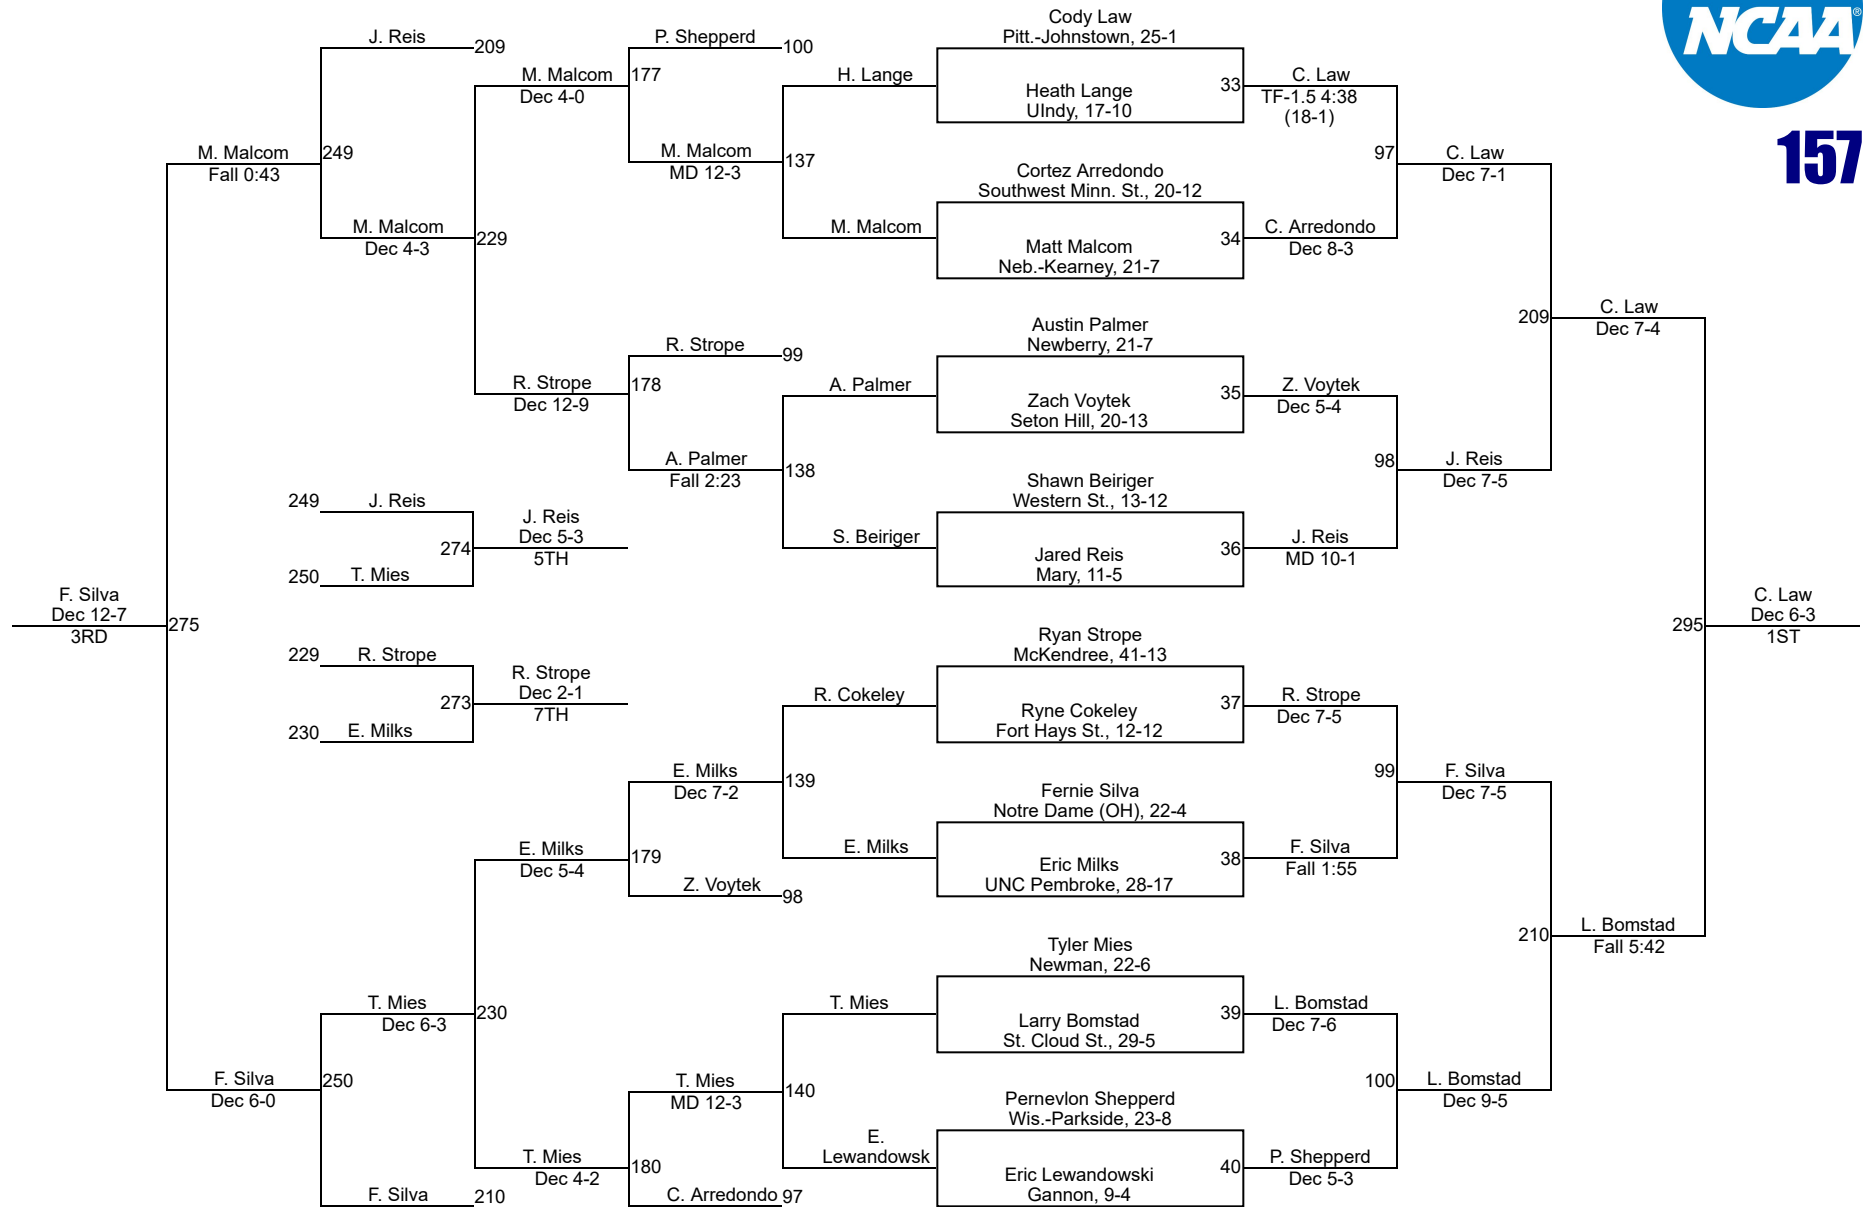 NCAA®
157
Cody Law
Pitt.-Johnstown, 25-1
Heath Lange
UIndy, 17-10
33
Cortez Arredondo
Southwest Minn. St., 20-12
Matt Malcom
Neb.-Kearney, 21-7
34
Austin Palmer
Newberry, 21-7
Zach Voytek
Seton Hill, 20-13
35
Shawn Beiriger
Western St., 13-12
Jared Reis
Mary, 11-5
36
Ryan Strope
McKendree, 41-13
Ryne Cokeley
Fort Hays St., 12-12
37
Fernie Silva
Notre Dame (OH), 22-4
Eric Milks
UNC Pembroke, 28-17
38
Tyler Mies
Newman, 22-6
Larry Bomstad
St. Cloud St., 29-5
39
Pernevlon Shepperd
Wis.-Parkside, 23-8
Eric Lewandowski
Gannon, 9-4
40
C. Law
TF-1.5 4:38
(18-1)
97
C. Arredondo
Dec 8-3
Z. Voytek
Dec 5-4
98
J. Reis
MD 10-1
R. Strope
Dec 7-5
99
F. Silva
Fall 1:55
L. Bomstad
Dec 7-6
100
P. Shepperd
Dec 5-3
C. Law
Dec 7-1
209
J. Reis
Dec 7-5
F. Silva
Dec 7-5
210
L. Bomstad
Dec 9-5
C. Law
Dec 7-4
295
L. Bomstad
Fall 5:42
C. Law
Dec 6-3
1ST
H. Lange
137
M. Malcom
A. Palmer
138
S. Beiriger
R. Cokeley
139
E. Milks
T. Mies
140
E.
Lewandowsk
P. Shepperd
100
177
M. Malcom
MD 12-3
R. Strope
99
178
A. Palmer
Fall 2:23
E. Milks
Dec 7-2
179
Z. Voytek
98
T. Mies
MD 12-3
180
C. Arredondo
97
M. Malcom
Dec 4-0
229
R. Strope
Dec 12-9
E. Milks
Dec 5-4
230
T. Mies
Dec 4-2
J. Reis
209
249
M. Malcom
Dec 4-3
T. Mies
Dec 6-3
250
F. Silva
210
M. Malcom
Fall 0:43
275
F. Silva
Dec 6-0
F. Silva
Dec 12-7
3RD
249
J. Reis
274
250
T. Mies
J. Reis
Dec 5-3
5TH
229
R. Strope
273
230
E. Milks
R. Strope
Dec 2-1
7TH